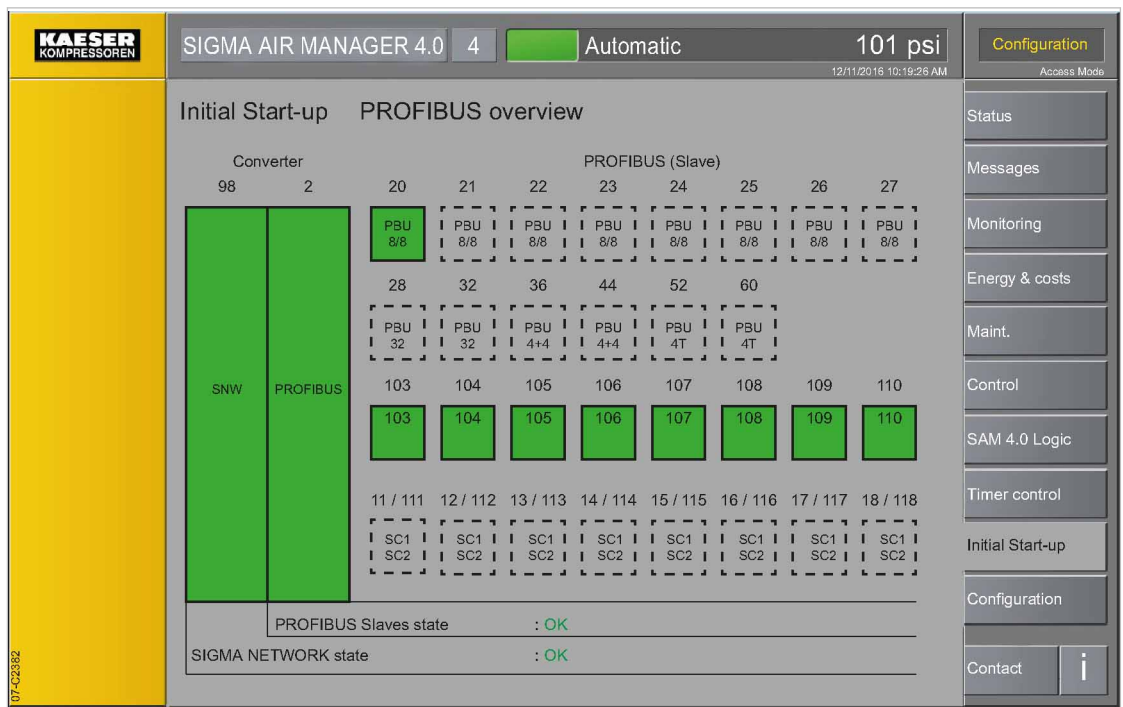 KAESER
KOMPRESSOREN
SIGMA AIR MANAGER 4.0 4 Automatic 101 psi
12/11/2016 10:19:26 AM
Configuration
Access Mode
Initial Start-up PROFIBUS overview
Converter PROFIBUS (Slave)
98 2 20 21 22 23 24 25 26 27
PBU PBU PBU PBU PBU PBU PBU PBU
8/8 8/8 8/8 8/8 8/8 8/8 8/8 8/8
28 32 36 44 52 60
PBU PBU PBU PBU PBU PBU
32 32 4+4 4+4 4T 4T
SNW PROFIBUS
103 104 105 106 107 108 109 110
103 104 105 106 107 108 109 110
11 / 111 12 / 112 13 / 113 14 / 114 15 / 115 16 / 116 17 / 117 18 / 118
SC1 SC1 SC1 SC1 SC1 SC1 SC1 SC1
SC2 SC2 SC2 SC2 SC2 SC2 SC2 SC2
PROFIBUS Slaves state : OK
SIGMA NETWORK state : OK
Status
Messages
Monitoring
Energy & costs
Maint.
Control
SAM 4.0 Logic
Timer control
Initial Start-up
Configuration
Contact i
07-C2382